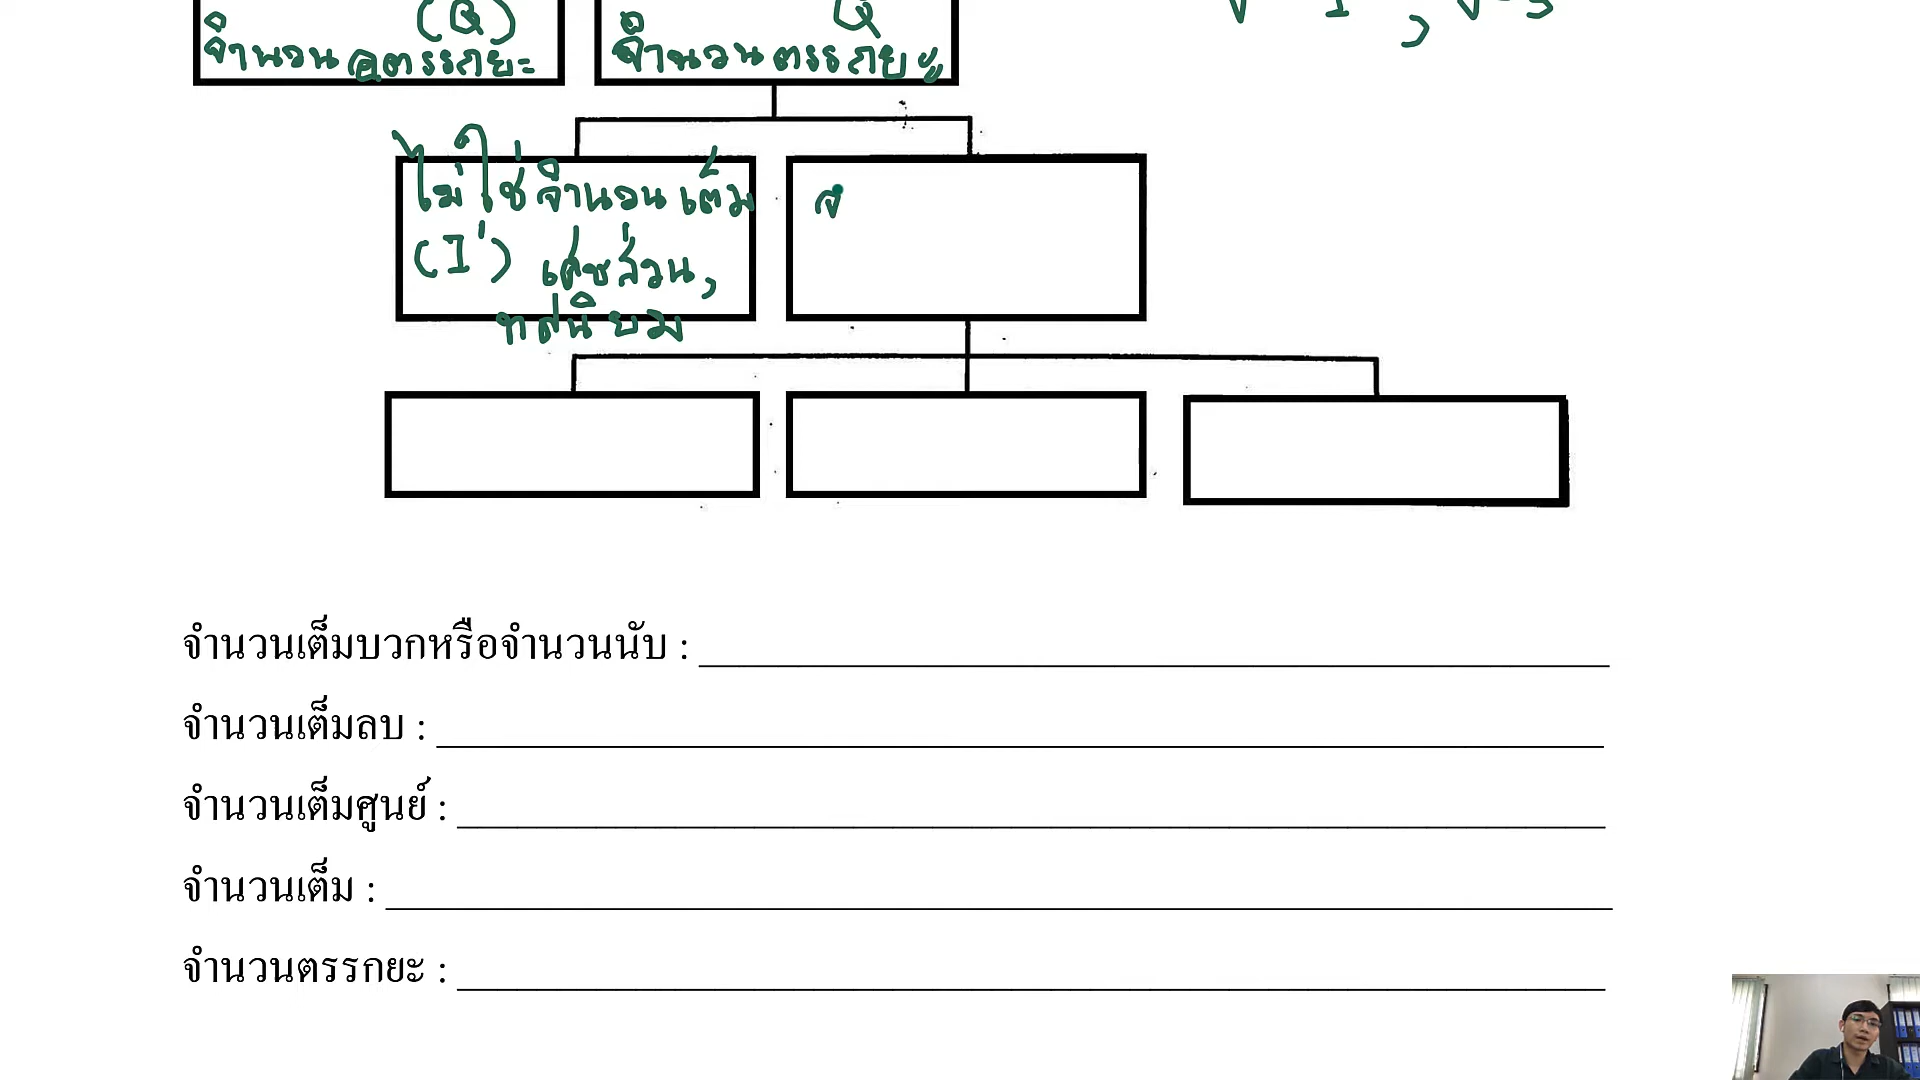 (Q')
จำนวนอตรรกยะ
Q
จำนวนตรรกยะ
ไม่ใช่จำนวนเต็ม
(I') เศษส่วน,
ทศนิยม
จ
จำนวนเต็มบวกหรือจำนวนนับ :
จำนวนเต็มลบ :
จำนวนเต็มศูนย์ :
จำนวนเต็ม :
จำนวนตรรกยะ :